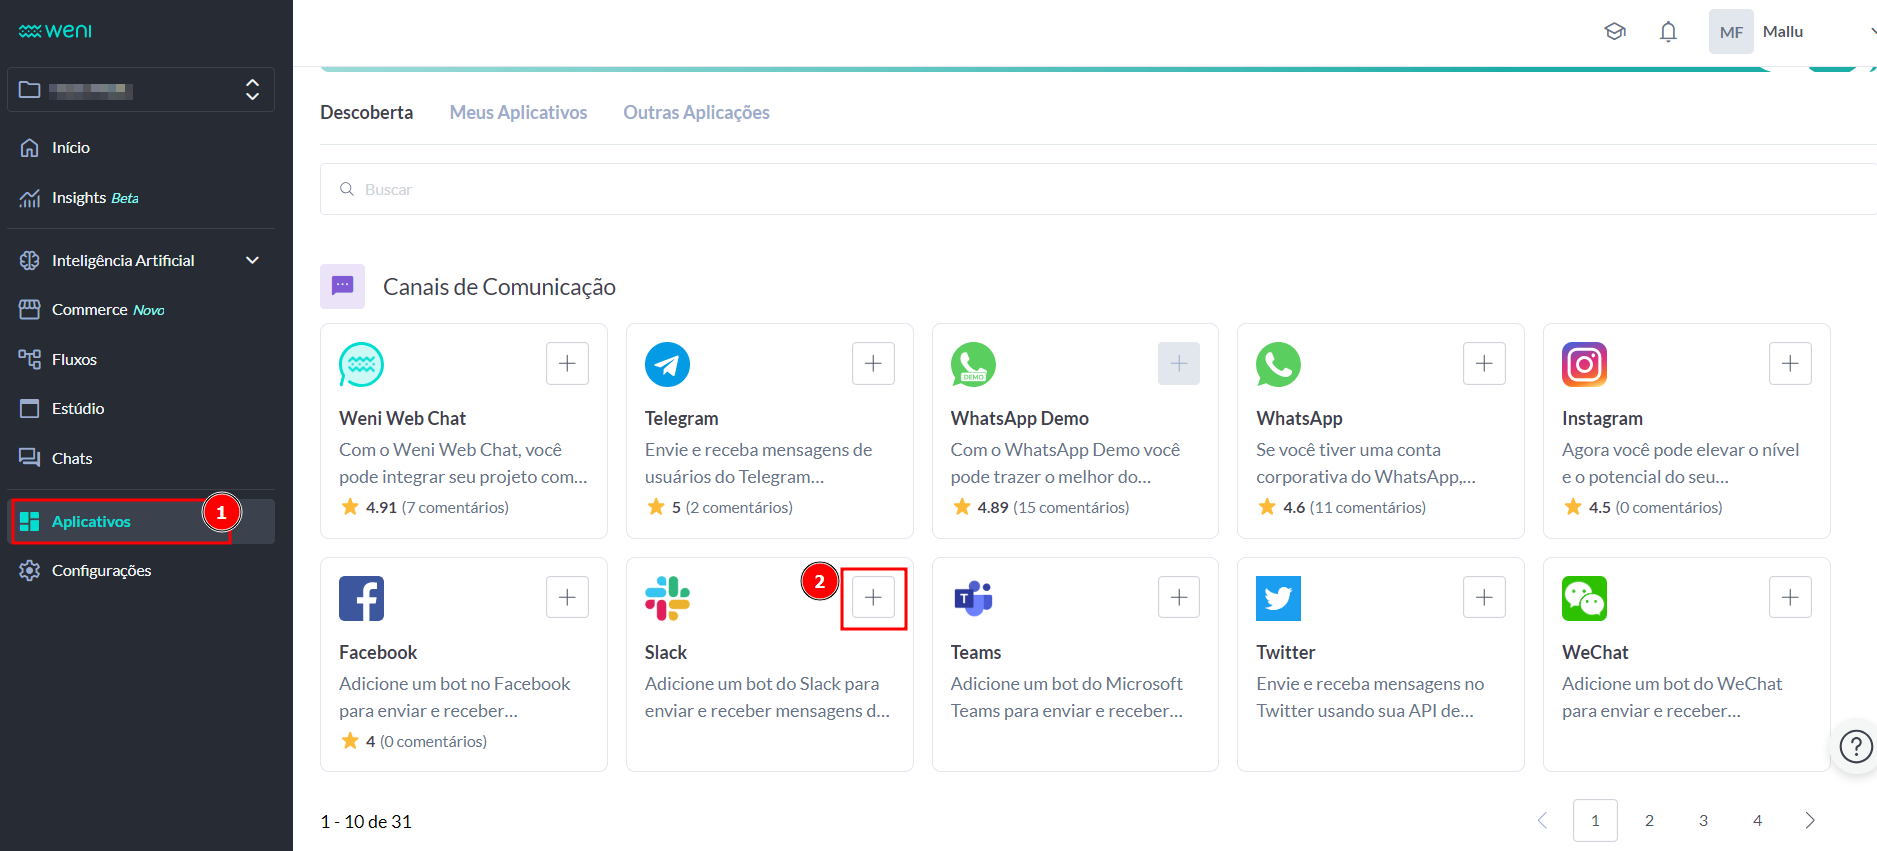 weni
MF
Mallu
Início
Insights Beta
Inteligência Artificial
Commerce Novo
Fluxos
Estúdio
Chats
Aplicativos
1
Configurações
Descoberta
Meus Aplicativos
Outras Aplicações
Buscar
Canais de Comunicação
Weni Web Chat
Com o Weni Web Chat, você
pode integrar seu projeto com...
4.91 (7 comentários)
Telegram
Envie e receba mensagens de
usuários do Telegram...
5 (2 comentários)
DEMO
WhatsApp Demo
Com o WhatsApp Demo você
pode trazer o melhor do...
4.89 (15 comentários)
WhatsApp
Se você tiver uma conta
corporativa do WhatsApp,...
4.6 (11 comentários)
Instagram
Agora você pode elevar o nível
e o potencial do seu...
4.5 (0 comentários)
Facebook
Adicione um bot no Facebook
para enviar e receber...
4 (0 comentários)
2
Slack
Adicione um bot do Slack para
enviar e receber mensagens d...
T
Teams
Adicione um bot do Microsoft
Teams para enviar e receber...
Twitter
Envie e receba mensagens no
Twitter usando sua API de...
WeChat
Adicione um bot do WeChat
para enviar e receber...
?
1 - 10 de 31
1
2
3
4